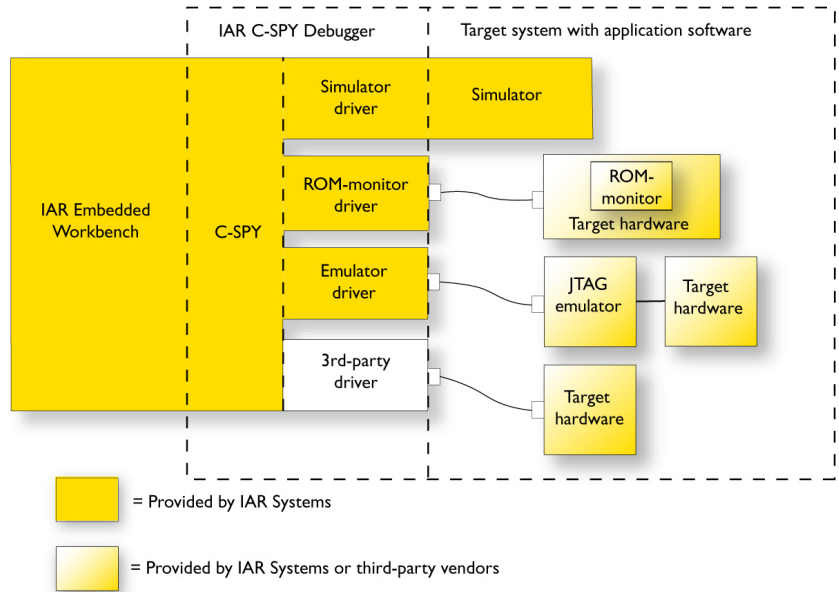 IAR C-SPY Debugger
Target system with application software
Simulator
driver
Simulator
ROM-monitor
driver
ROM-
monitor
Target hardware
IAR Embedded
Workbench
C-SPY
Emulator
driver
JTAG
emulator
Target
hardware
3rd-party
driver
Target
hardware
= Provided by IAR Systems
= Provided by IAR Systems or third-party vendors